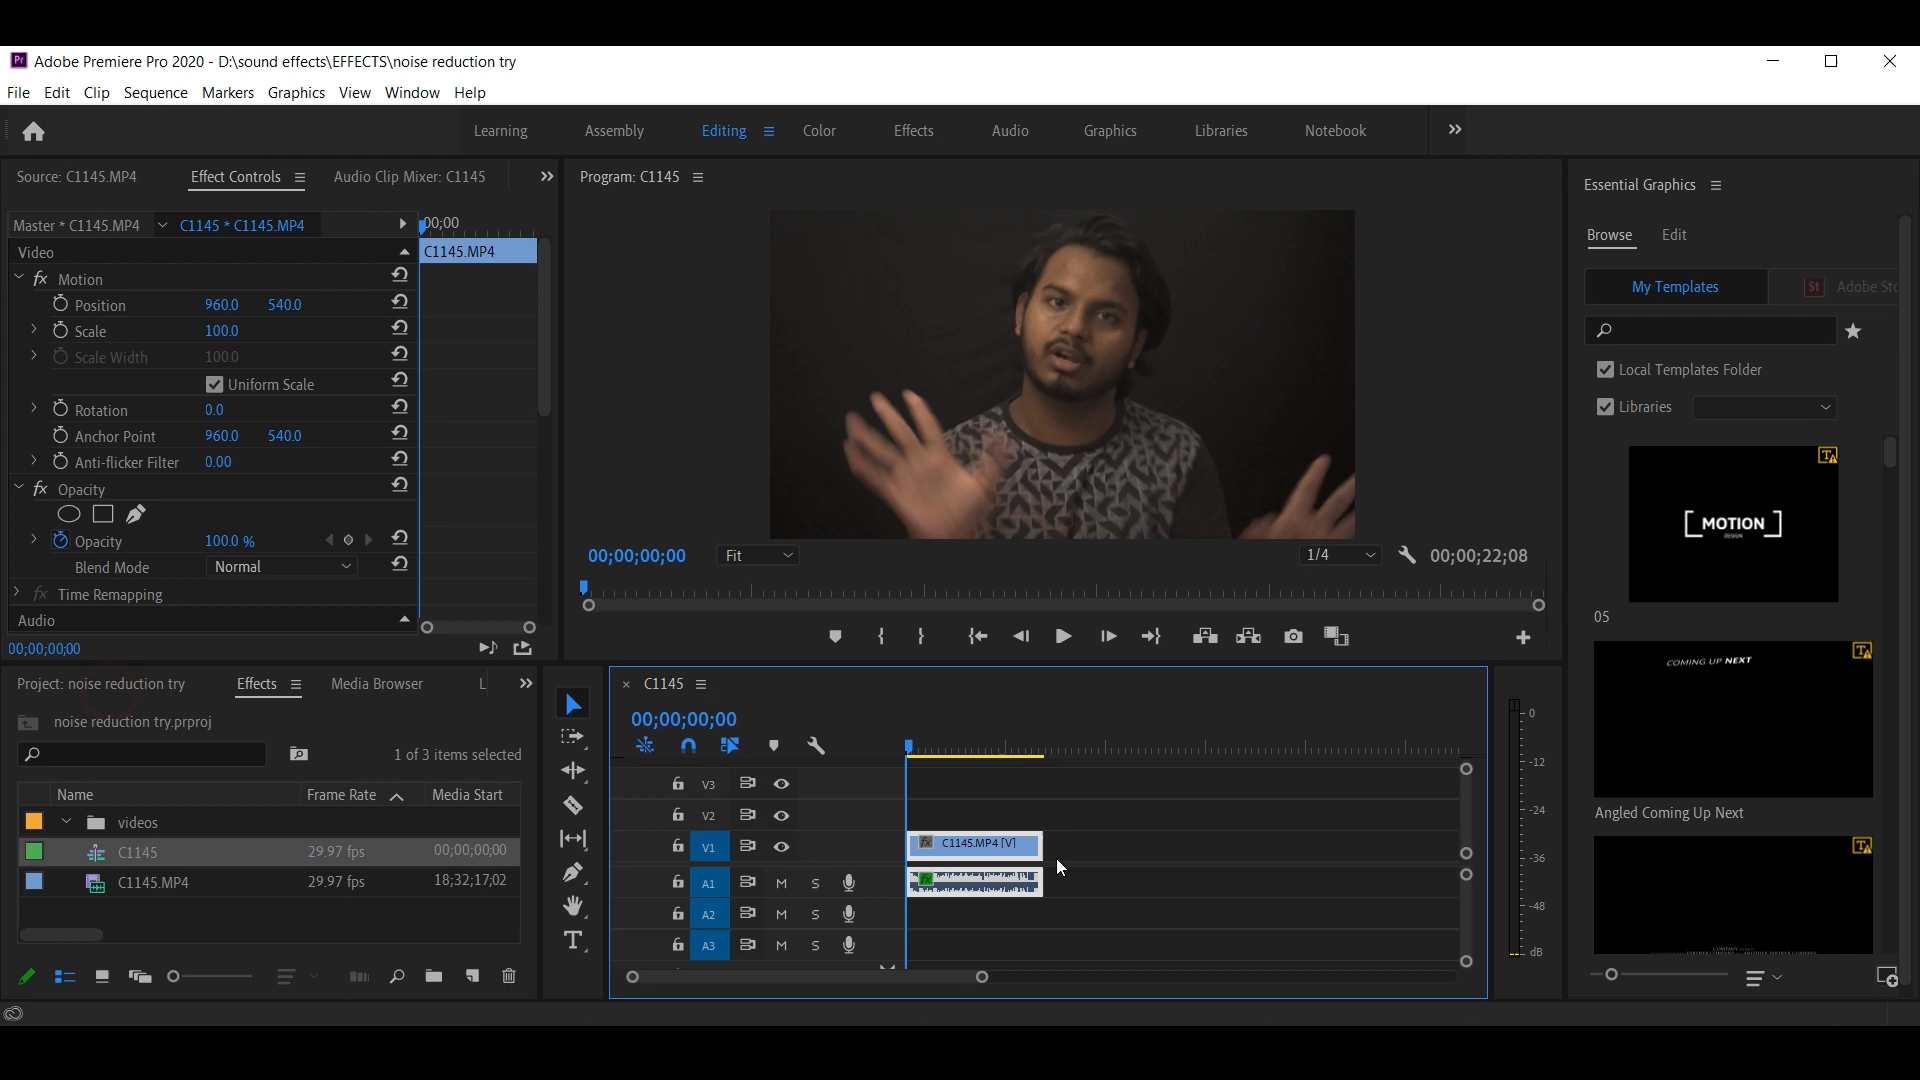 Adobe Premiere Pro 2020 - D:\sound effects\EFFECTS\noise reduction try
File Edit Clip Sequence Markers Graphics View Window Help
Learning Assembly Editing Color Effects Audio Graphics Libraries Notebook
Source: C1145.MP4 Effect Controls Audio Clip Mixer: C1145
Program: C1145
Essential Graphics
Master * C1145.MP4 C1145 * C1145.MP4 00;00
Video C1145.MP4
fx Motion
Position 960.0 540.0
Scale 100.0
Scale Width 100.0
Uniform Scale
Rotation 0.0
Anchor Point 960.0 540.0
Anti-flicker Filter 0.00
fx Opacity
Opacity 100.0 %
Blend Mode Normal
fx Time Remapping
Audio
00;00;00;00
00;00;00;00 Fit 1/4 00;00;22;08
Browse Edit
My Templates St Adobe Sto
Local Templates Folder
Libraries
MOTION
DESIGN
05
COMING UP NEXT
Angled Coming Up Next
Project: noise reduction try Effects Media Browser L
noise reduction try.prproj
1 of 3 items selected
Name Frame Rate Media Start
videos
C1145 29.97 fps 00;00;00;00
C1145.MP4 29.97 fps 18;32;17;02
× C1145
00;00;00;00
V3
V2
V1 fx C1145.MP4 [V]
A1 M S fx
A2 M S
A3 M S
0
-12
-24
-36
-48
dB